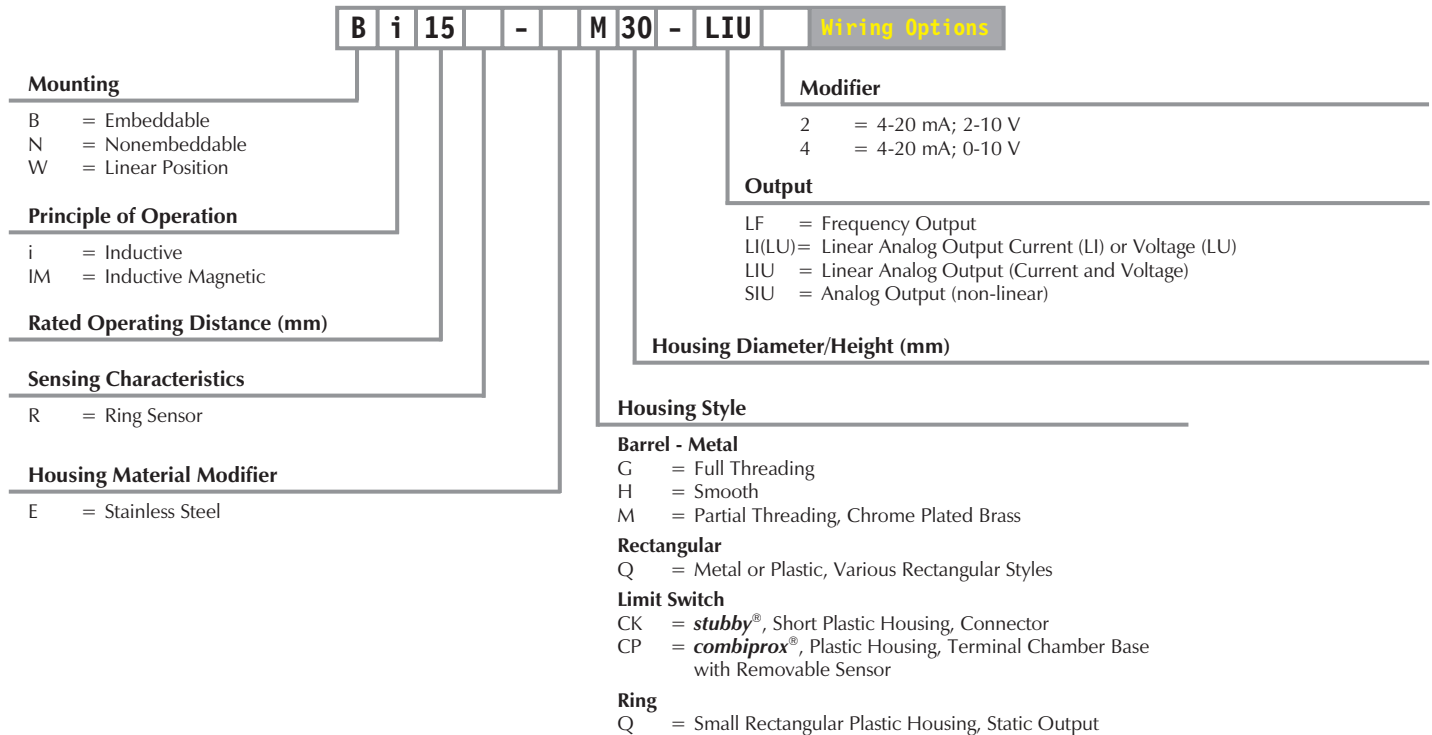 B i 15 - M 30 - LIU Wiring Options
Mounting
B = Embeddable
N = Nonembeddable
W = Linear Position
Principle of Operation
i = Inductive
IM = Inductive Magnetic
Rated Operating Distance (mm)
Sensing Characteristics
R = Ring Sensor
Housing Material Modifier
E = Stainless Steel
Modifier
2 = 4-20 mA; 2-10 V
4 = 4-20 mA; 0-10 V
Output
LF = Frequency Output
LI(LU)= Linear Analog Output Current (LI) or Voltage (LU)
LIU = Linear Analog Output (Current and Voltage)
SIU = Analog Output (non-linear)
Housing Diameter/Height (mm)
Housing Style
Barrel - Metal
G = Full Threading
H = Smooth
M = Partial Threading, Chrome Plated Brass
Rectangular
Q = Metal or Plastic, Various Rectangular Styles
Limit Switch
CK = stubby®, Short Plastic Housing, Connector
CP = combiprox®, Plastic Housing, Terminal Chamber Base
with Removable Sensor
Ring
Q = Small Rectangular Plastic Housing, Static Output